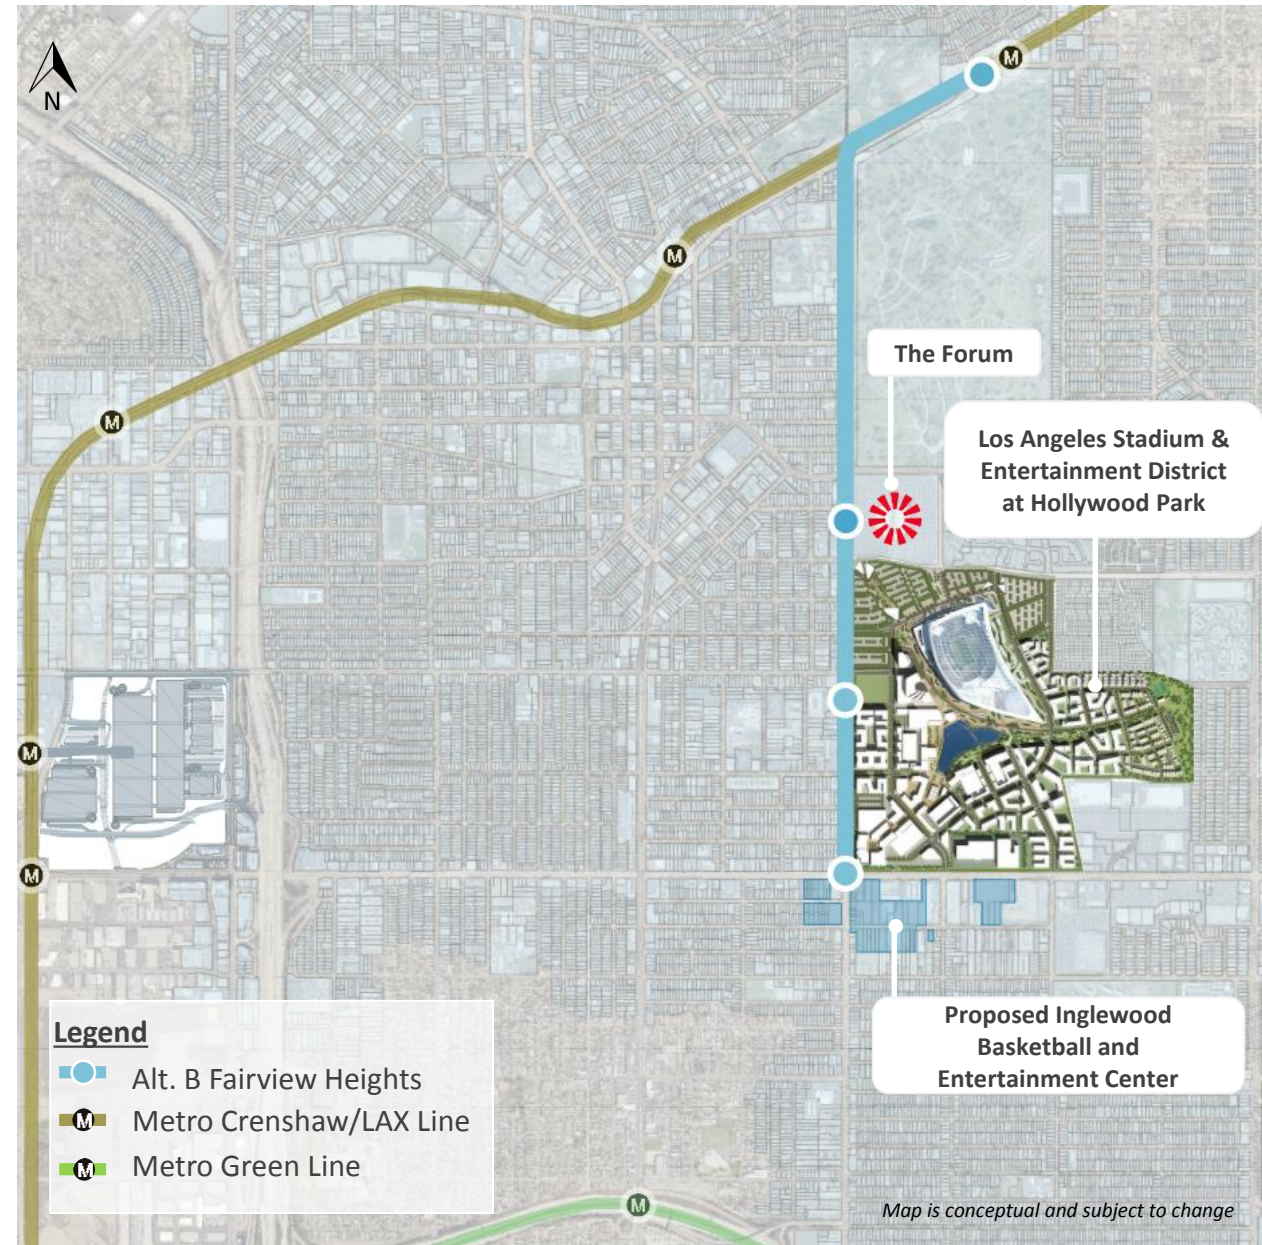 N
M
M
The Forum
Los Angeles Stadium &
Entertainment District
at Hollywood Park
M
M
M
Proposed Inglewood
Basketball and
Entertainment Center
Legend
Alt. B Fairview Heights
M Metro Crenshaw/LAX Line
M Metro Green Line
M
Map is conceptual and subject to change